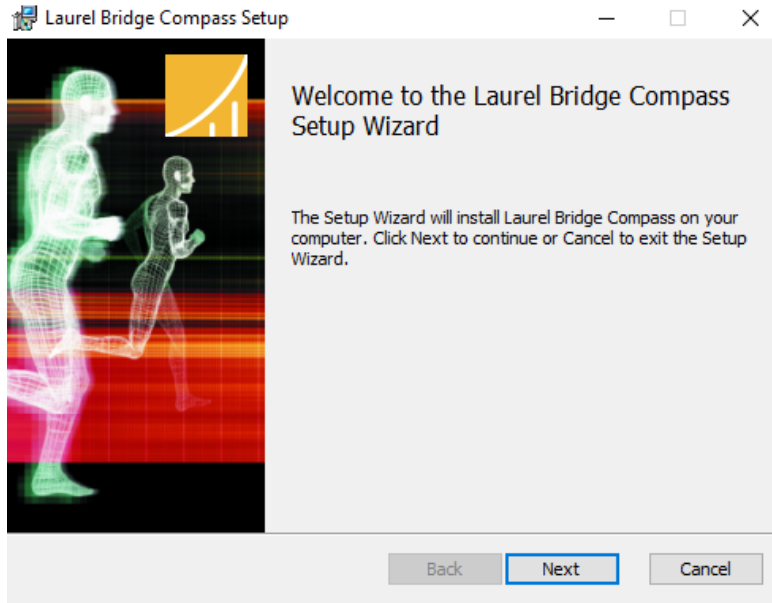 Laurel Bridge Compass Setup
Welcome to the Laurel Bridge Compass
Setup Wizard
The Setup Wizard will install Laurel Bridge Compass on your
computer. Click Next to continue or Cancel to exit the Setup
Wizard.
Back Next Cancel